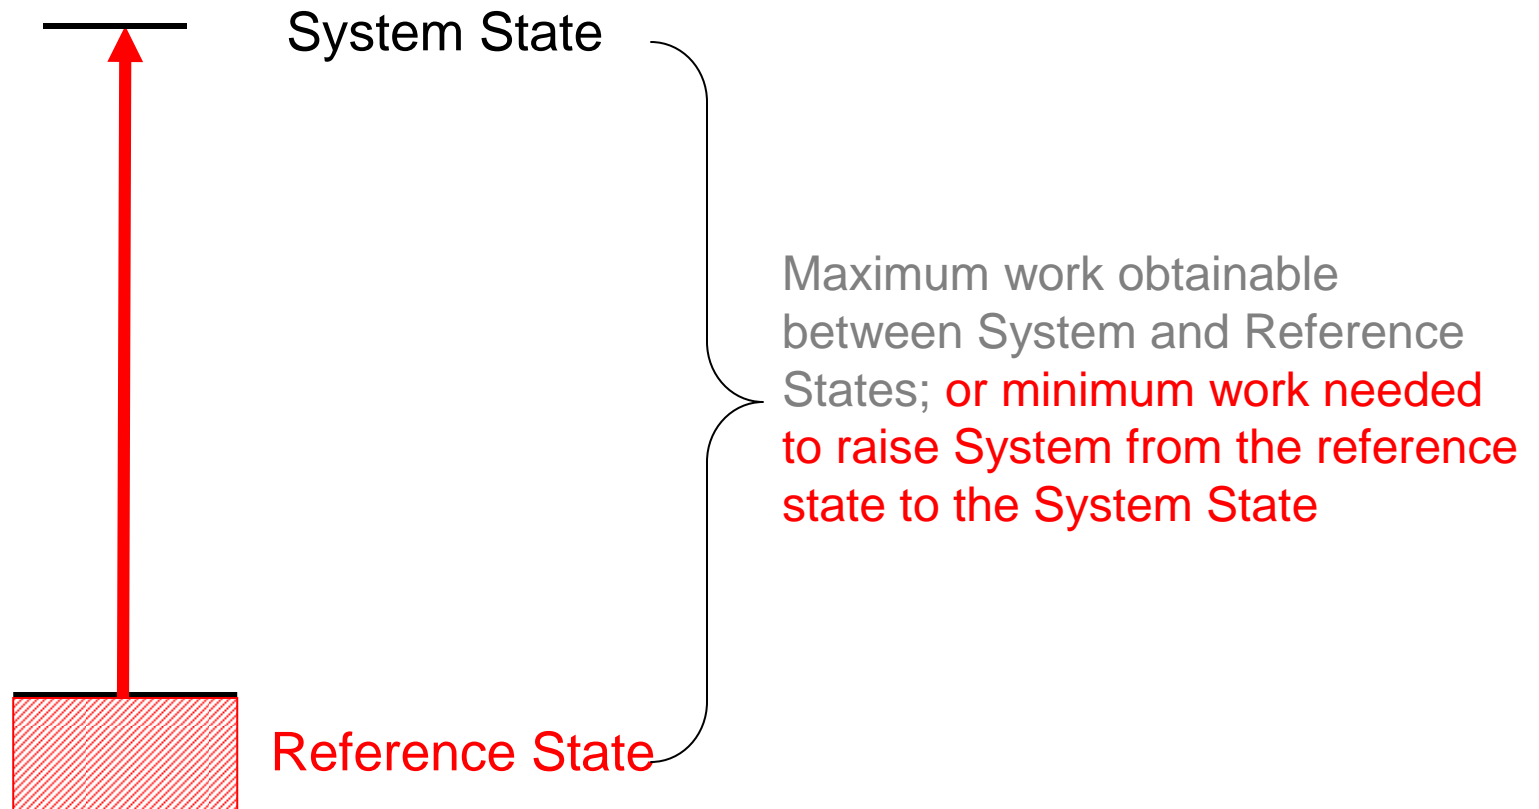 System State
Maximum work obtainable
between System and Reference
States; or minimum work needed
to raise System from the reference
state to the System State
Reference State